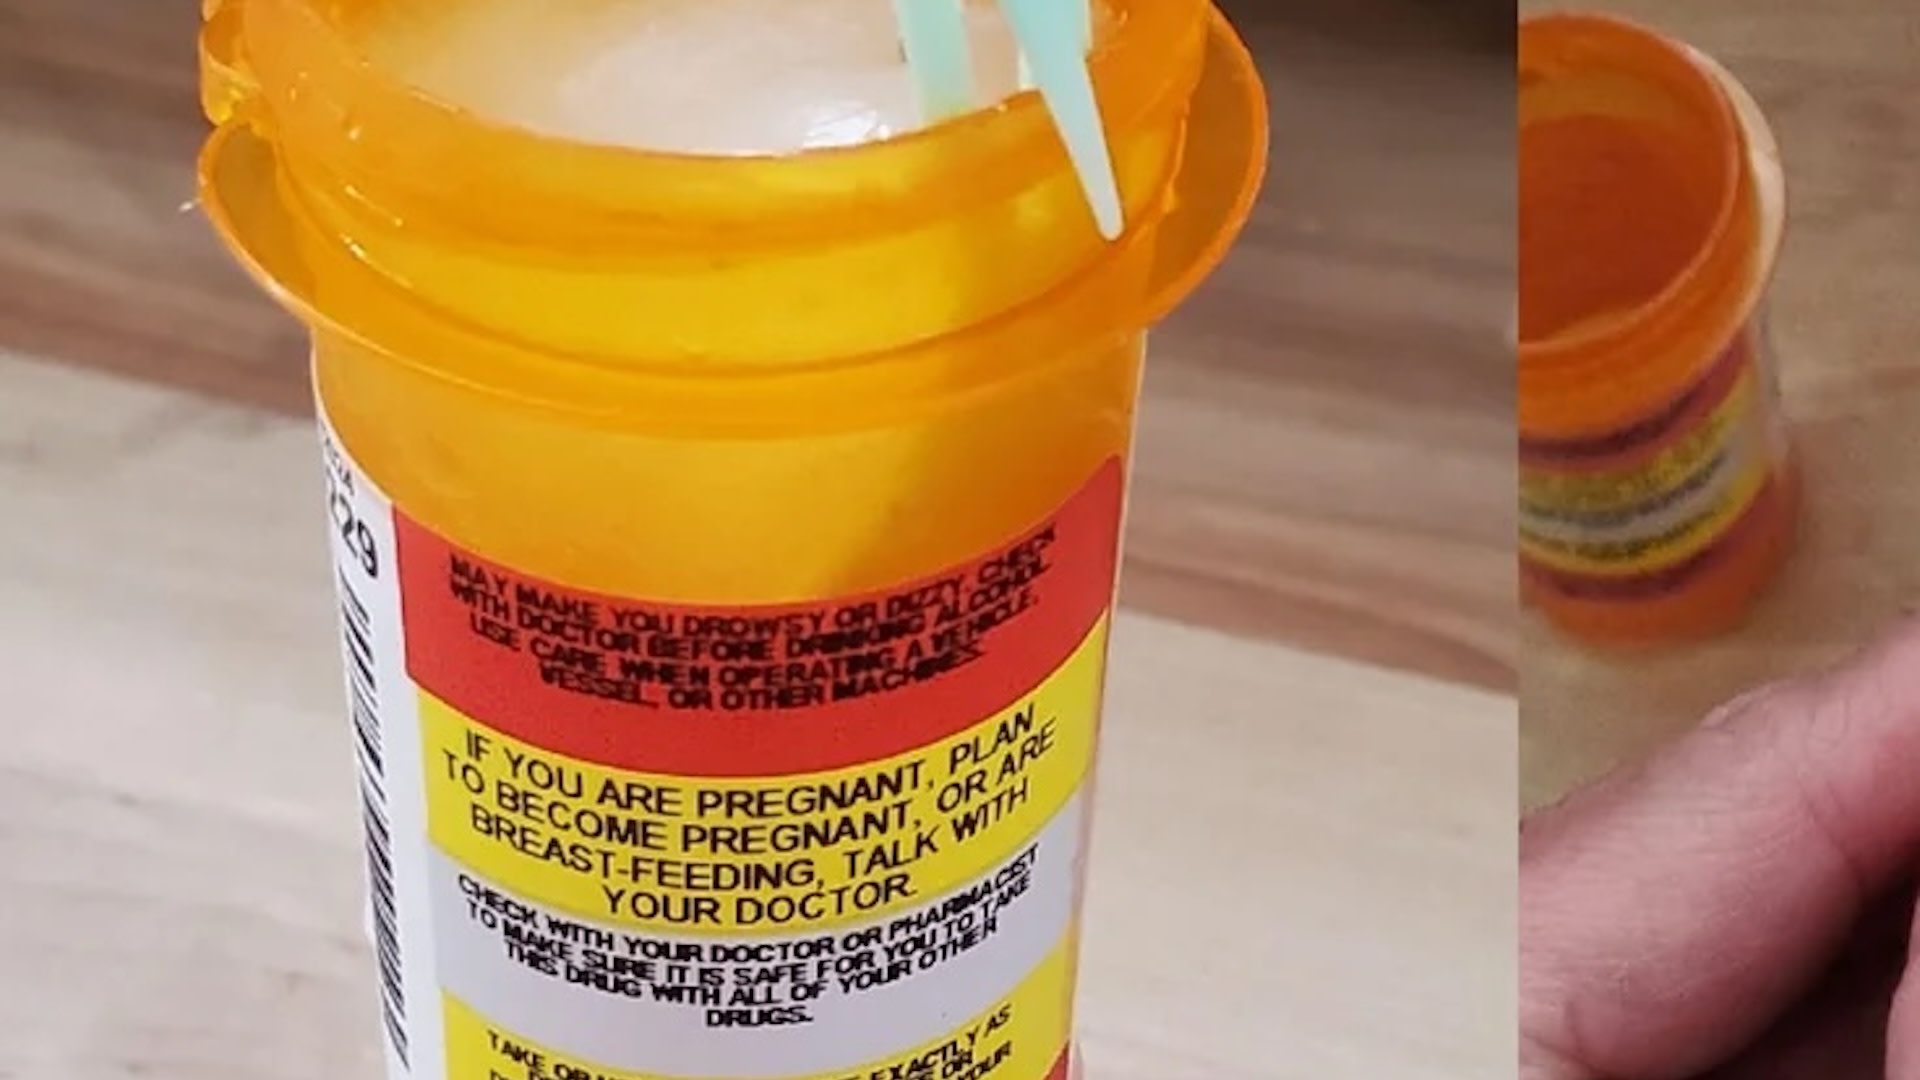 229
MAY MAKE YOU DROWSY OR DIZZY. CHECK
WITH DOCTOR BEFORE DRINKING ALCOHOL.
USE CARE WHEN OPERATING A VEHICLE,
VESSEL, OR OTHER MACHINES.
IF YOU ARE PREGNANT, PLAN
TO BECOME PREGNANT, OR ARE
BREAST-FEEDING, TALK WITH
YOUR DOCTOR.
CHECK WITH YOUR DOCTOR OR PHARMACIST
TO MAKE SURE IT IS SAFE FOR YOU TO TAKE
THIS DRUG WITH ALL OF YOUR OTHER
DRUGS.
TAKE EXACTLY AS
OR
YOUR